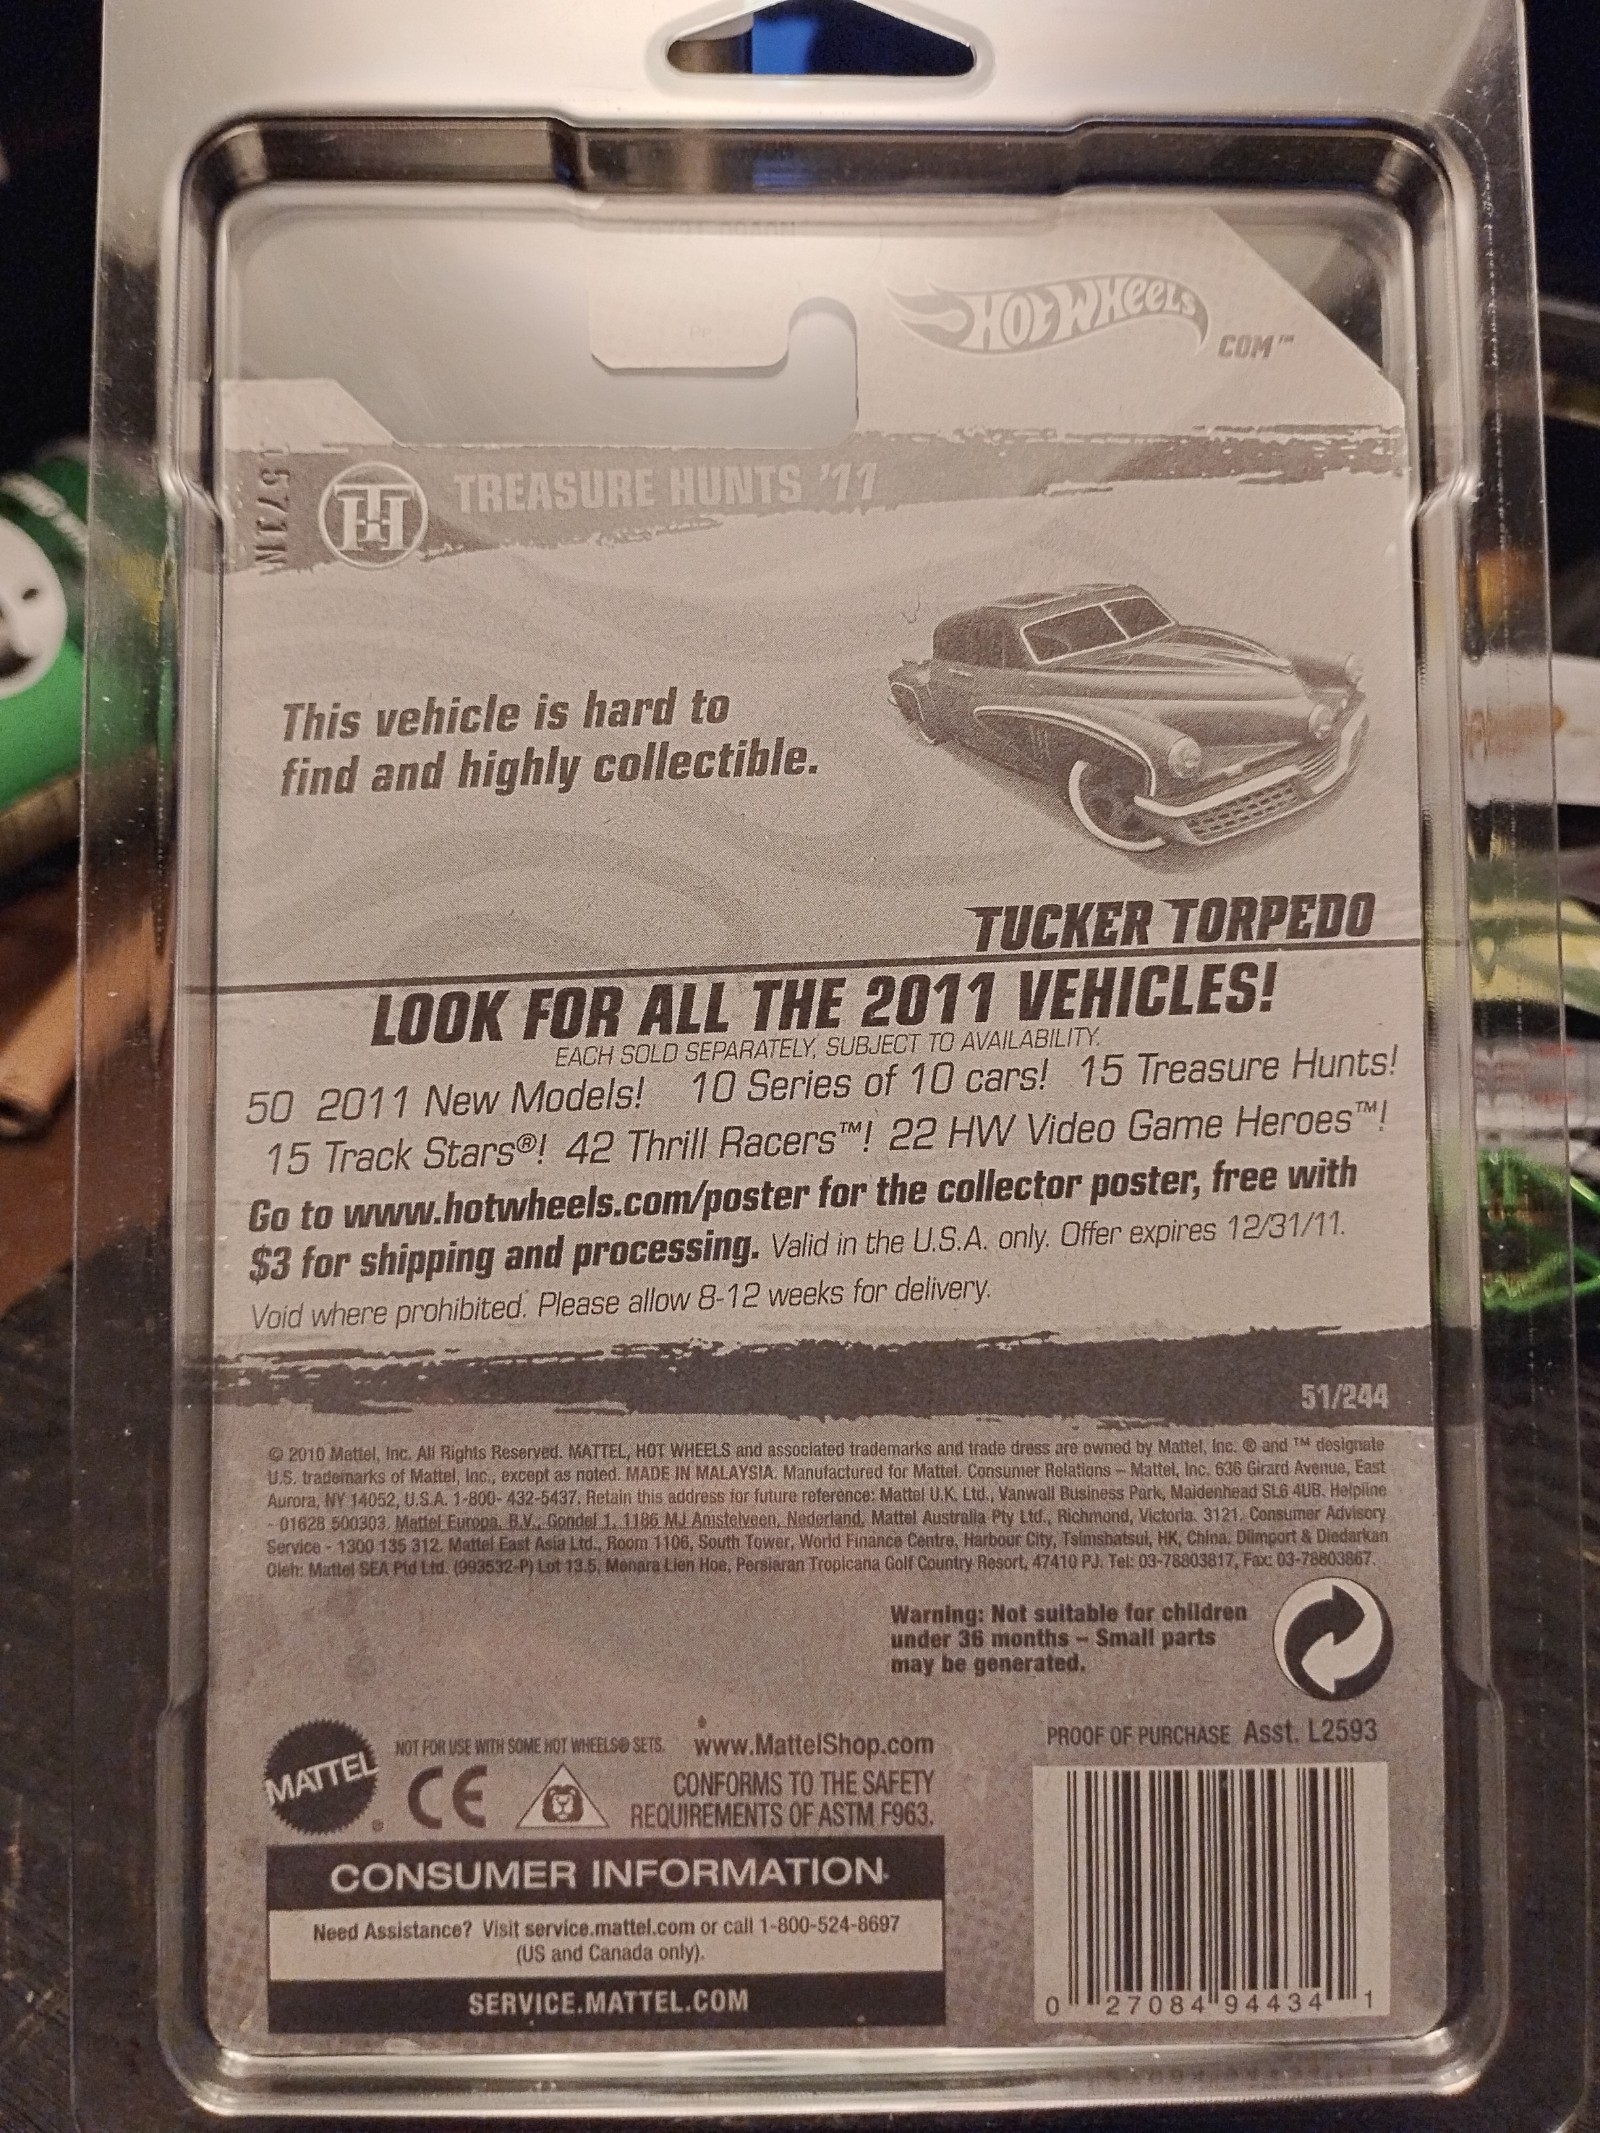 HOT WHEELS
COM™
1571N
TH TREASURE HUNTS '11
This vehicle is hard to
find and highly collectible.
TUCKER TORPEDO
LOOK FOR ALL THE 2011 VEHICLES!
EACH SOLD SEPARATELY, SUBJECT TO AVAILABILITY.
50 2011 New Models! 10 Series of 10 cars! 15 Treasure Hunts!
15 Track Stars®! 42 Thrill Racers™! 22 HW Video Game Heroes™!
Go to www.hotwheels.com/poster for the collector poster, free with
$3 for shipping and processing. Valid in the U.S.A. only. Offer expires 12/31/11.
Void where prohibited. Please allow 8-12 weeks for delivery.
51/244
© 2010 Mattel, Inc. All Rights Reserved. MATTEL, HOT WHEELS and associated trademarks and trade dress are owned by Mattel, Inc. ® and ™ designate
U.S. trademarks of Mattel, Inc., except as noted. MADE IN MALAYSIA. Manufactured for Mattel. Consumer Relations – Mattel, Inc. 636 Girard Avenue, East
Aurora, NY 14052, U.S.A. 1-800- 432-5437. Retain this address for future reference: Mattel U.K. Ltd., Vanwall Business Park, Maidenhead SL6 4UB. Helpline
- 01628 500303. Mattel Europa, B.V., Gondel 1, 1186 MJ Amstelveen, Nederland. Mattel Australia Pty Ltd., Richmond, Victoria. 3121. Consumer Advisory
Service - 1300 135 312. Mattel East Asia Ltd., Room 1106, South Tower, World Finance Centre, Harbour City, Tsimshatsui, HK, China. Diimport & Diedarkan
Oleh: Mattel SEA Ptd Ltd. (993532-P) Lot 13.5, Menara Lien Hoe, Persiaran Tropicana Golf Country Resort, 47410 PJ. Tel: 03-78803817, Fax: 03-78803867.
Warning: Not suitable for children
under 36 months – Small parts
may be generated.
PROOF OF PURCHASE Asst. L2593
MATTEL®
NOT FOR USE WITH SOME HOT WHEELS® SETS. www.MattelShop.com
CE CONFORMS TO THE SAFETY
REQUIREMENTS OF ASTM F963.
CONSUMER INFORMATION
Need Assistance? Visit service.mattel.com or call 1-800-524-8697
(US and Canada only).
SERVICE.MATTEL.COM
0 27084 94434 1